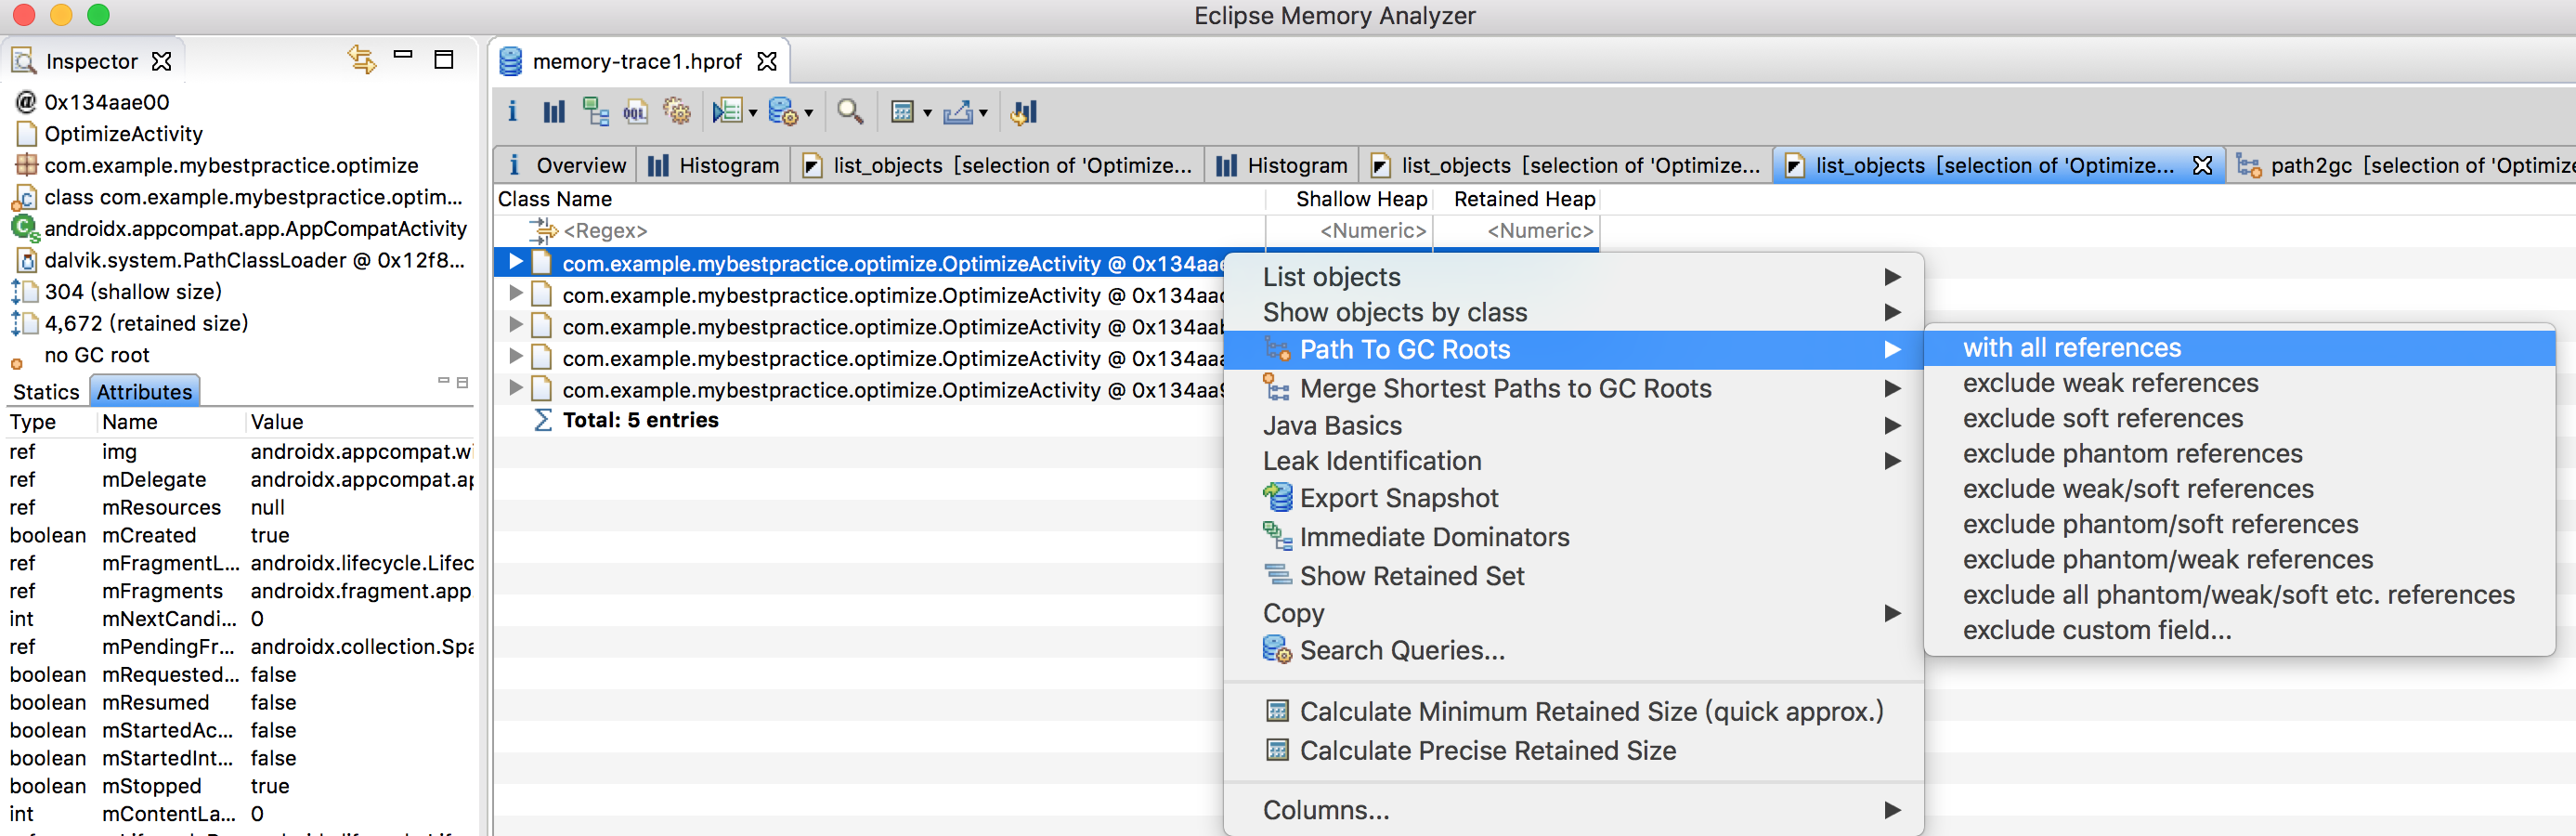 Eclipse Memory Analyzer
Inspector
@ 0x134aae00
OptimizeActivity
com.example.mybestpractice.optimize
class com.example.mybestpractice.optim...
androidx.appcompat.app.AppCompatActivity
dalvik.system.PathClassLoader @ 0x12f8...
304 (shallow size)
4,672 (retained size)
no GC root
Statics Attributes
Type Name Value
ref img androidx.appcompat.wi
ref mDelegate androidx.appcompat.ap
ref mResources null
boolean mCreated true
ref mFragmentL... androidx.lifecycle.Lifec
ref mFragments androidx.fragment.app
int mNextCandi... 0
ref mPendingFr... androidx.collection.Spa
boolean mRequested... false
boolean mResumed false
boolean mStartedAc... false
boolean mStartedInt... false
boolean mStopped true
int mContentLa... 0
memory-trace1.hprof
i OQL
i Overview Histogram list_objects [selection of 'Optimize... Histogram list_objects [selection of 'Optimize... list_objects [selection of 'Optimize... path2gc [selection of 'Optimize
Class Name Shallow Heap Retained Heap
<Regex> <Numeric> <Numeric>
com.example.mybestpractice.optimize.OptimizeActivity @ 0x134aae
com.example.mybestpractice.optimize.OptimizeActivity @ 0x134aac
com.example.mybestpractice.optimize.OptimizeActivity @ 0x134aab
com.example.mybestpractice.optimize.OptimizeActivity @ 0x134aaa
com.example.mybestpractice.optimize.OptimizeActivity @ 0x134aa9
Σ Total: 5 entries
List objects
Show objects by class
Path To GC Roots
Merge Shortest Paths to GC Roots
Java Basics
Leak Identification
Export Snapshot
Immediate Dominators
Show Retained Set
Copy
Search Queries...
Calculate Minimum Retained Size (quick approx.)
Calculate Precise Retained Size
Columns...
with all references
exclude weak references
exclude soft references
exclude phantom references
exclude weak/soft references
exclude phantom/soft references
exclude phantom/weak references
exclude all phantom/weak/soft etc. references
exclude custom field...